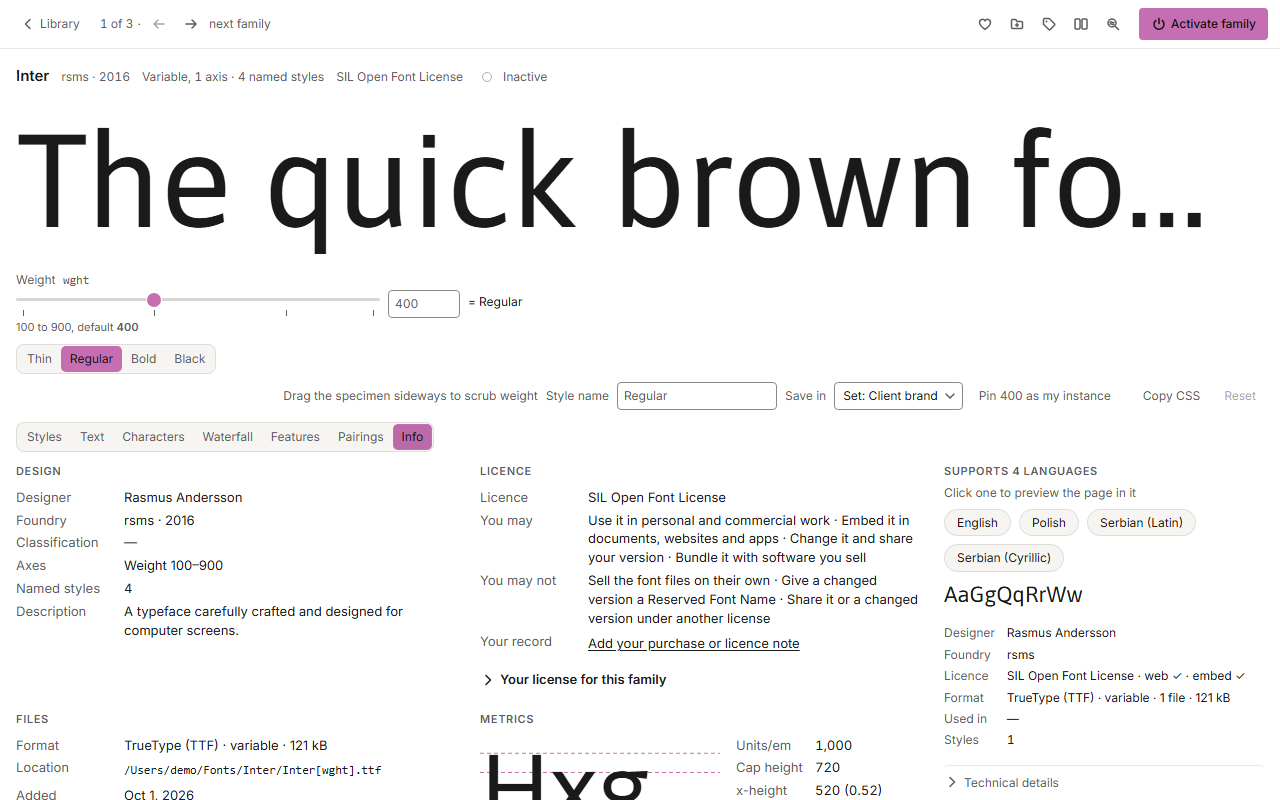 Library
1 of 3 ·
next family
Activate family
Inter
rsms · 2016
Variable, 1 axis · 4 named styles
SIL Open Font License
Inactive
The quick brown fo...
Weight wght
400
= Regular
100 to 900, default 400
Thin
Regular
Bold
Black
Drag the specimen sideways to scrub weight
Style name
Regular
Save in
Set: Client brand
Pin 400 as my instance
Copy CSS
Reset
Styles
Text
Characters
Waterfall
Features
Pairings
Info
DESIGN
Designer
Rasmus Andersson
Foundry
rsms · 2016
Classification
—
Axes
Weight 100–900
Named styles
4
Description
A typeface carefully crafted and designed for
computer screens.
LICENCE
Licence
SIL Open Font License
You may
Use it in personal and commercial work · Embed it in
documents, websites and apps · Change it and share
your version · Bundle it with software you sell
You may not
Sell the font files on their own · Give a changed
version a Reserved Font Name · Share it or a changed
version under another license
Your record
Add your purchase or licence note
Your license for this family
SUPPORTS 4 LANGUAGES
Click one to preview the page in it
English
Polish
Serbian (Latin)
Serbian (Cyrillic)
AaGgQqRrWw
Designer
Rasmus Andersson
Foundry
rsms
Licence
SIL Open Font License · web ✓ · embed ✓
Format
TrueType (TTF) · variable · 1 file · 121 kB
Used in
—
Styles
1
Technical details
FILES
Format
TrueType (TTF) · variable · 121 kB
Location
/Users/demo/Fonts/Inter/Inter[wght].ttf
Added
Oct 1, 2026
METRICS
Hxg
Units/em
1,000
Cap height
720
x-height
520 (0.52)